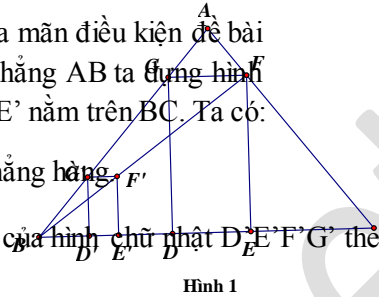 A
a mãn điều kiện đề bài
G F
hẳng AB ta dựng hình
E’ nằm trên BC. Ta có:
hẳng hàng.
F'
của hình chữ nhật D’E’F’G’ the
B D' E' D E
Hình 1